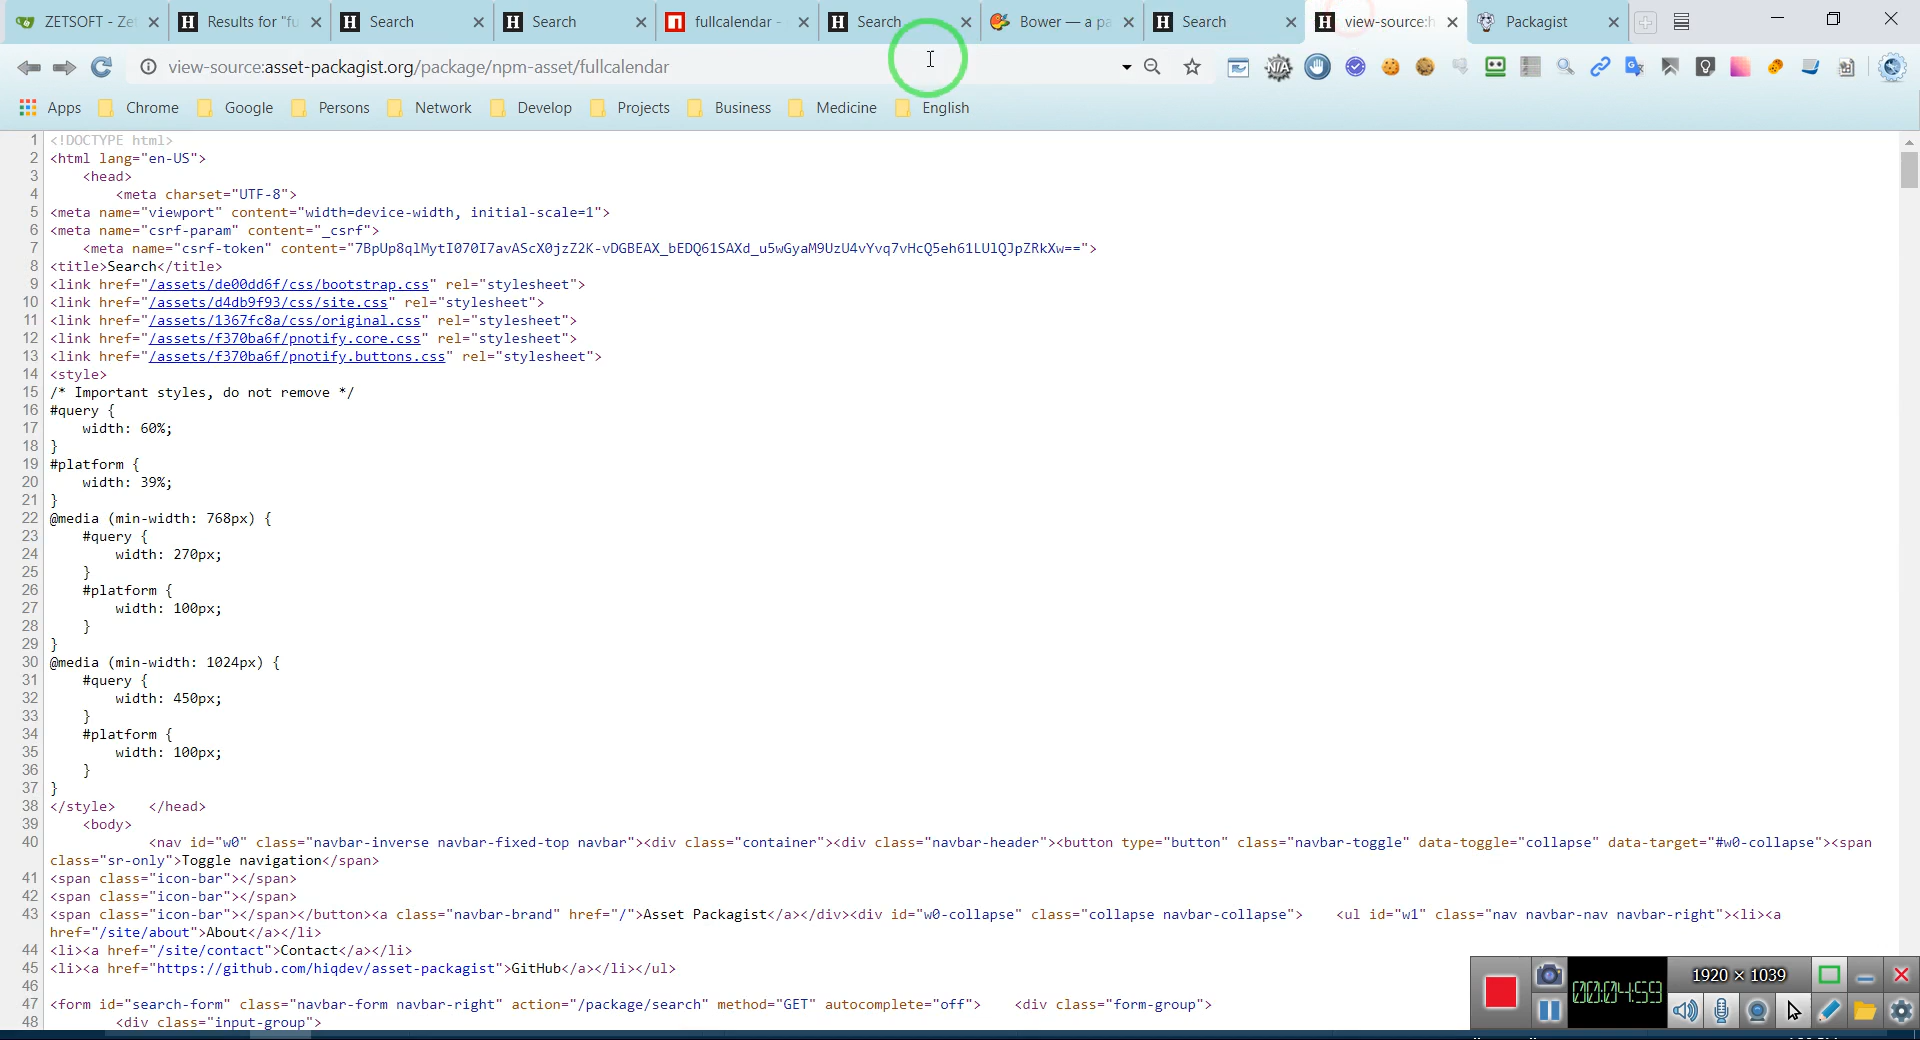 ZETSOFT - Ze
Results for "fu
Search
Search
fullcalendar -
Search
Bower — a pa
Search
view-source:h
Packagist
view-source:asset-packagist.org/package/npm-asset/fullcalendar
N/A
Apps
Chrome
Google
Persons
Network
Develop
Projects
Business
Medicine
English
1 <!DOCTYPE html>
2 <html lang="en-US">
3 <head>
4 <meta charset="UTF-8">
5 <meta name="viewport" content="width=device-width, initial-scale=1">
6 <meta name="csrf-param" content="_csrf">
7 <meta name="csrf-token" content="7BpUp8qlMytI070I7avAScX0jzZ2K-vDGBEAX_bEDQ61SAXd_u5wGyaM9UzU4vYvq7vHcQ5eh61LUlQJpZRkXw==">
8 <title>Search</title>
9 <link href="/assets/de00dd6f/css/bootstrap.css" rel="stylesheet">
10 <link href="/assets/d4db9f93/css/site.css" rel="stylesheet">
11 <link href="/assets/1367fc8a/css/original.css" rel="stylesheet">
12 <link href="/assets/f370ba6f/pnotify.core.css" rel="stylesheet">
13 <link href="/assets/f370ba6f/pnotify.buttons.css" rel="stylesheet">
14 <style>
15 /* Important styles, do not remove */
16 #query {
17 width: 60%;
18 }
19 #platform {
20 width: 39%;
21 }
22 @media (min-width: 768px) {
23 #query {
24 width: 270px;
25 }
26 #platform {
27 width: 100px;
28 }
29 }
30 @media (min-width: 1024px) {
31 #query {
32 width: 450px;
33 }
34 #platform {
35 width: 100px;
36 }
37 }
38 </style> </head>
39 <body>
40 <nav id="w0" class="navbar-inverse navbar-fixed-top navbar"><div class="container"><div class="navbar-header"><button type="button" class="navbar-toggle" data-toggle="collapse" data-target="#w0-collapse"><span
class="sr-only">Toggle navigation</span>
41 <span class="icon-bar"></span>
42 <span class="icon-bar"></span>
43 <span class="icon-bar"></span></button><a class="navbar-brand" href="/">Asset Packagist</a></div><div id="w0-collapse" class="collapse navbar-collapse"> <ul id="w1" class="nav navbar-nav navbar-right"><li><a
href="/site/about">About</a></li>
44 <li><a href="/site/contact">Contact</a></li>
45 <li><a href="https://github.com/hiqdev/asset-packagist">GitHub</a></li></ul>
46
47 <form id="search-form" class="navbar-form navbar-right" action="/package/search" method="GET" autocomplete="off"> <div class="form-group">
48 <div class="input-group">
1920 × 1039